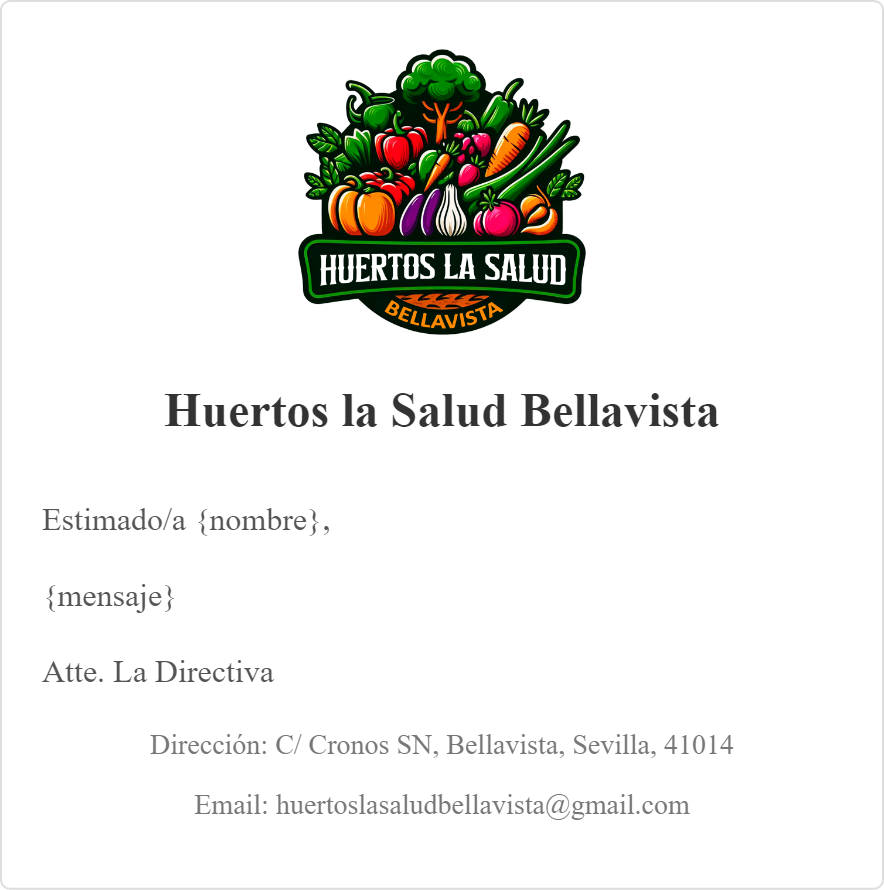 HUERTOS LA SALUD
BELLAVISTA
Huertos la Salud Bellavista
Estimado/a {nombre},
{mensaje}
Atte. La Directiva
Dirección: C/ Cronos SN, Bellavista, Sevilla, 41014
Email: huertoslasaludbellavista@gmail.com